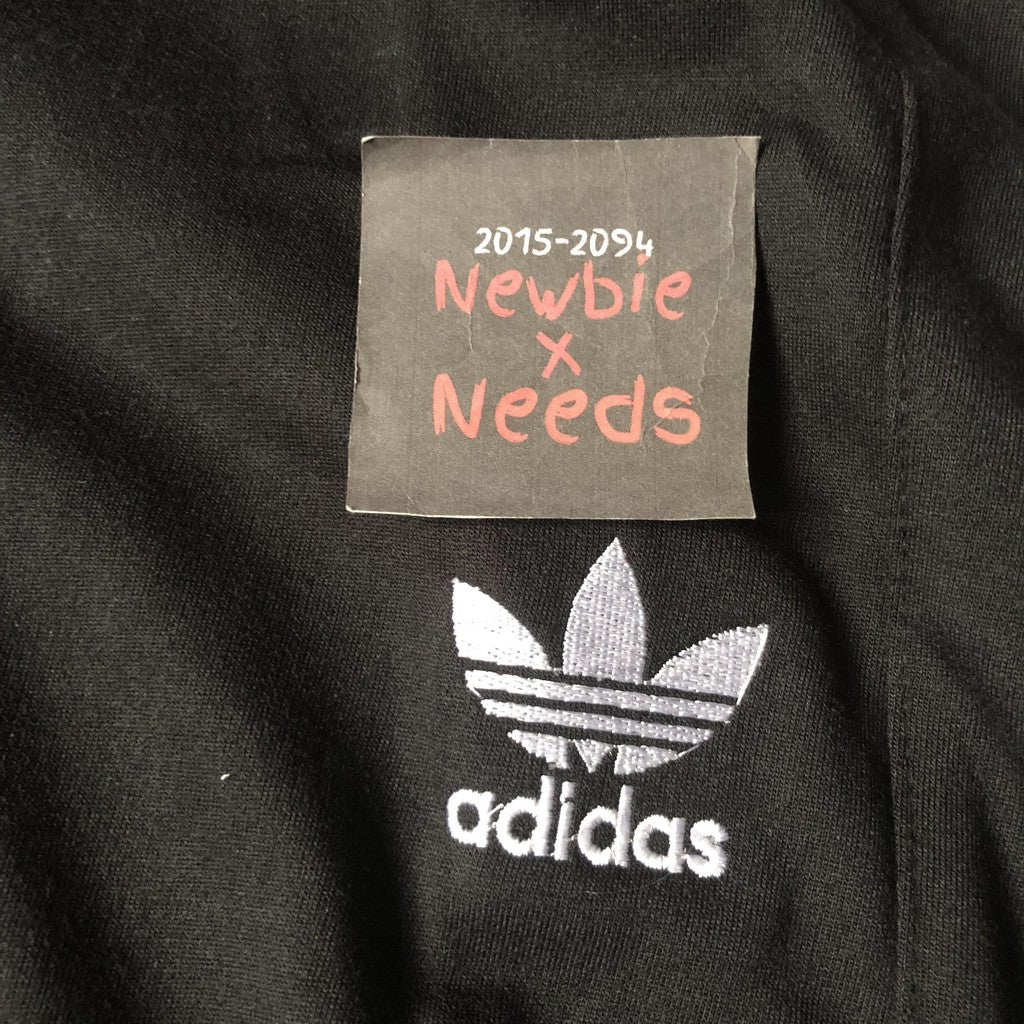 2015-2094
Newbie
x
Needs
adidas